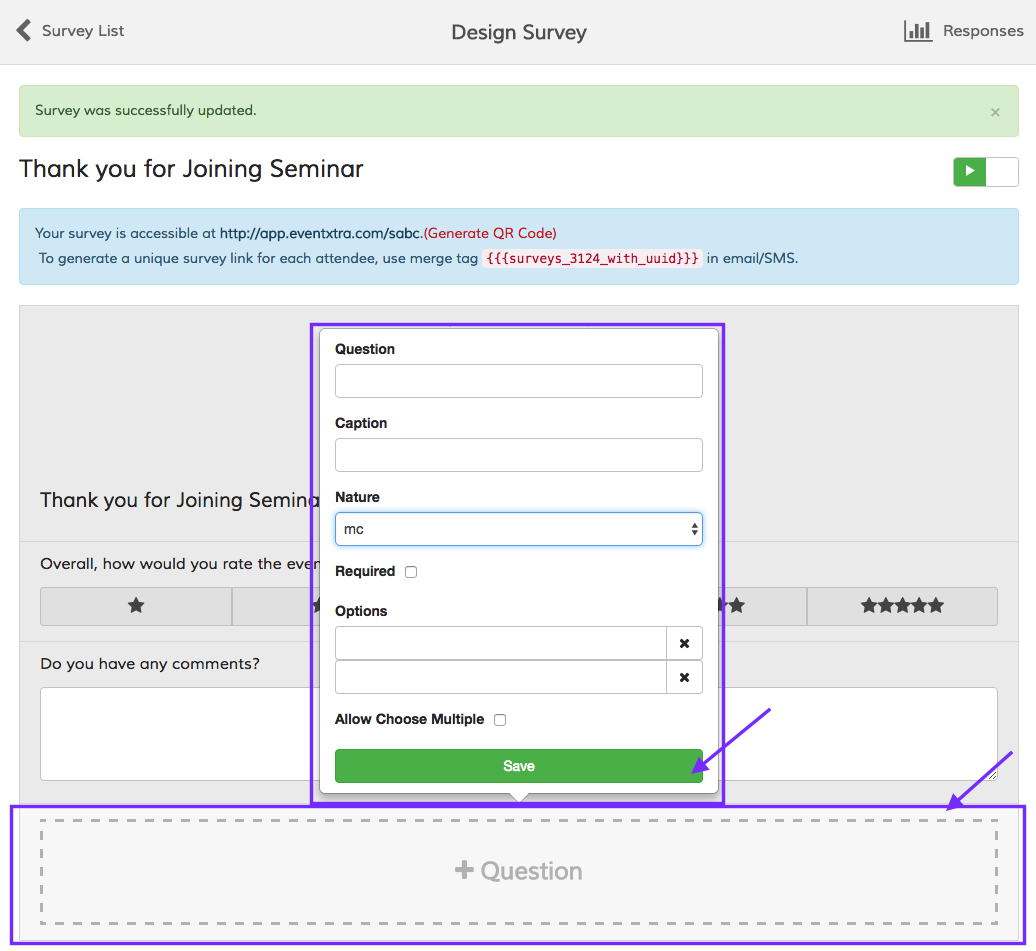 Survey List
Design Survey
Responses
Survey was successfully updated.
×
Thank you for Joining Seminar
Your survey is accessible at http://app.eventxtra.com/sabc.(Generate QR Code)
To generate a unique survey link for each attendee, use merge tag {{{surveys_3124_with_uuid}}} in email/SMS.
Question
Caption
Thank you for Joining Semina
Nature
mc
Overall, how would you rate the even
Required
Options
Do you have any comments?
Allow Choose Multiple
Save
+ Question